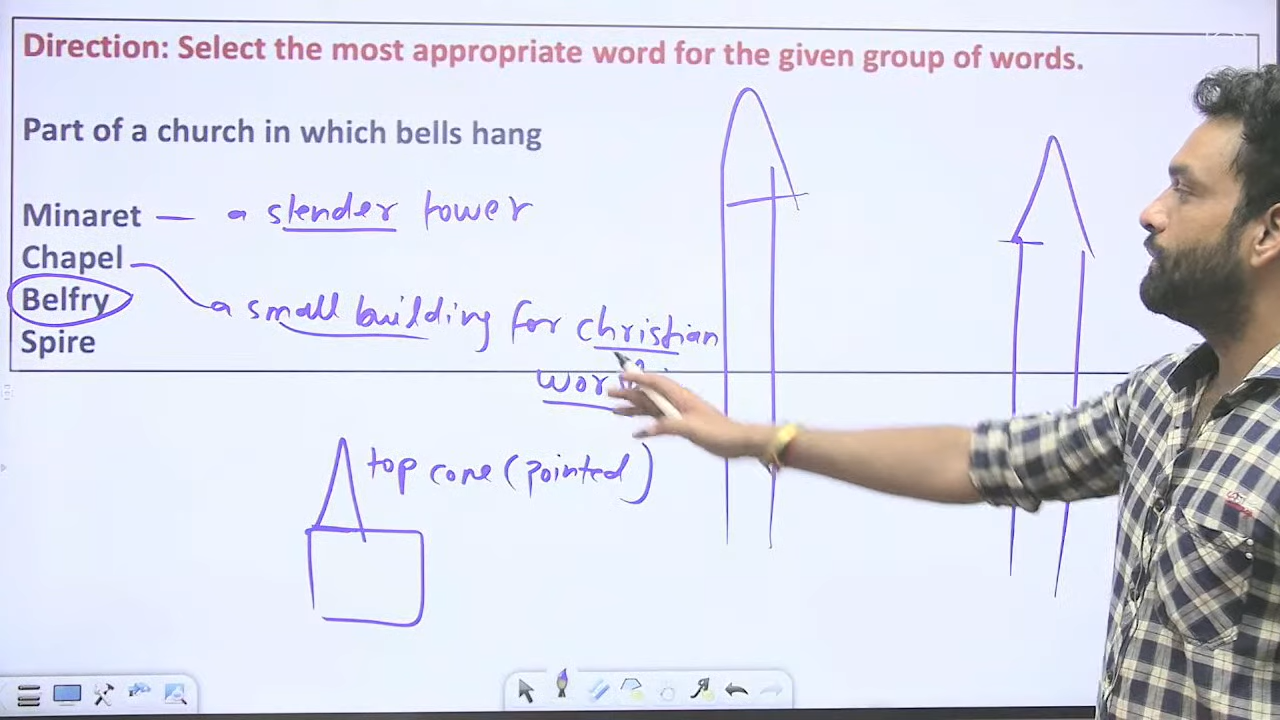 Direction: Select the most appropriate word for the given group of words.
Part of a church in which bells hang
Minaret — a slender tower
Chapel
Belfry
a small building for christian
Spire
top cone (pointed)